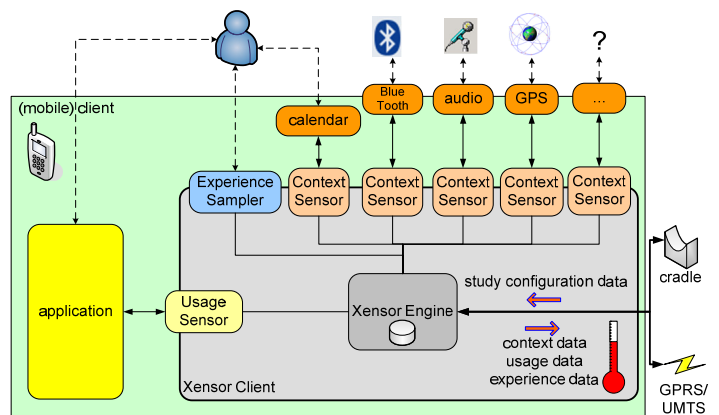 ?
(mobile) client
Blue
Tooth
audio
GPS
...
calendar
Experience
Sampler
Context
Sensor
Context
Sensor
Context
Sensor
Context
Sensor
Context
Sensor
application
Usage
Sensor
Xensor Engine
study configuration data
context data
usage data
experience data
cradle
GPRS/
UMTS
Xensor Client